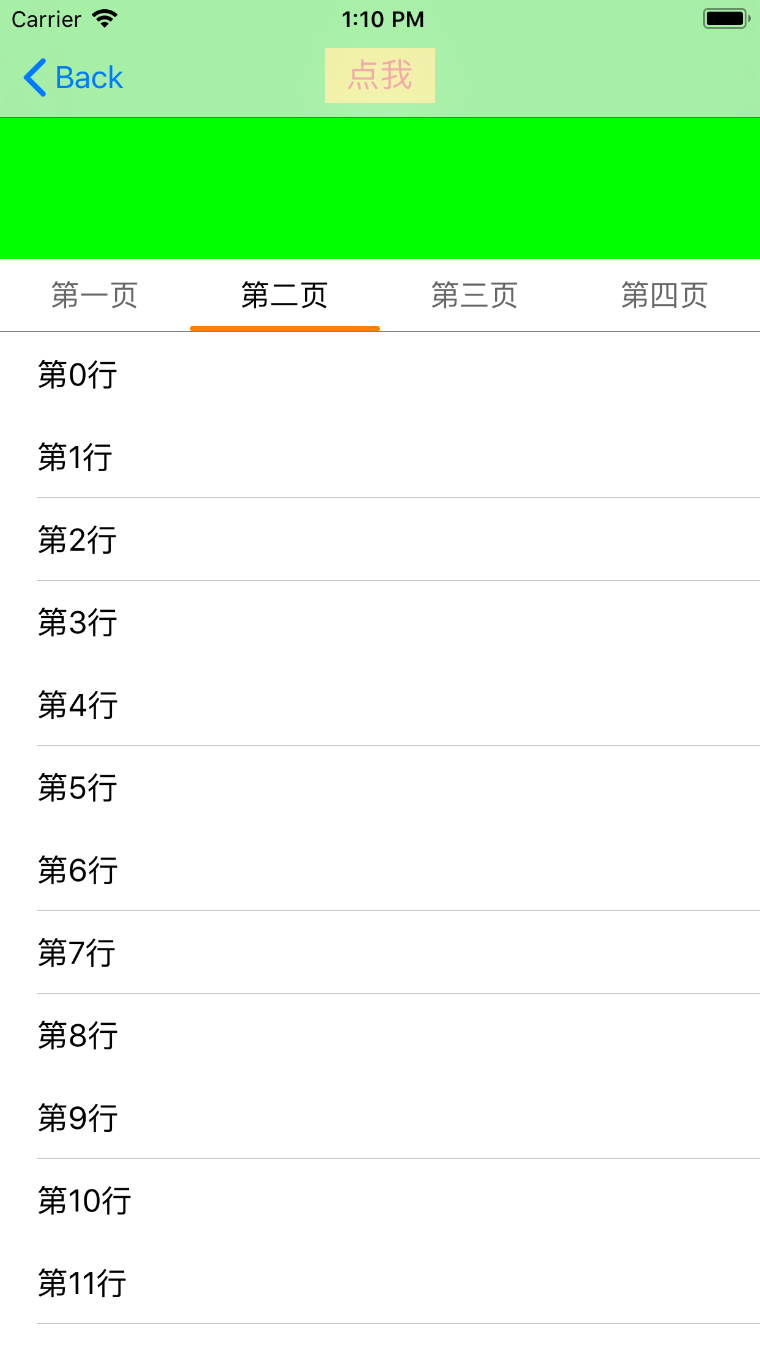 Carrier 1:10 PM
Back 点我
第一页 第二页 第三页 第四页
第0行
第1行
第2行
第3行
第4行
第5行
第6行
第7行
第8行
第9行
第10行
第11行